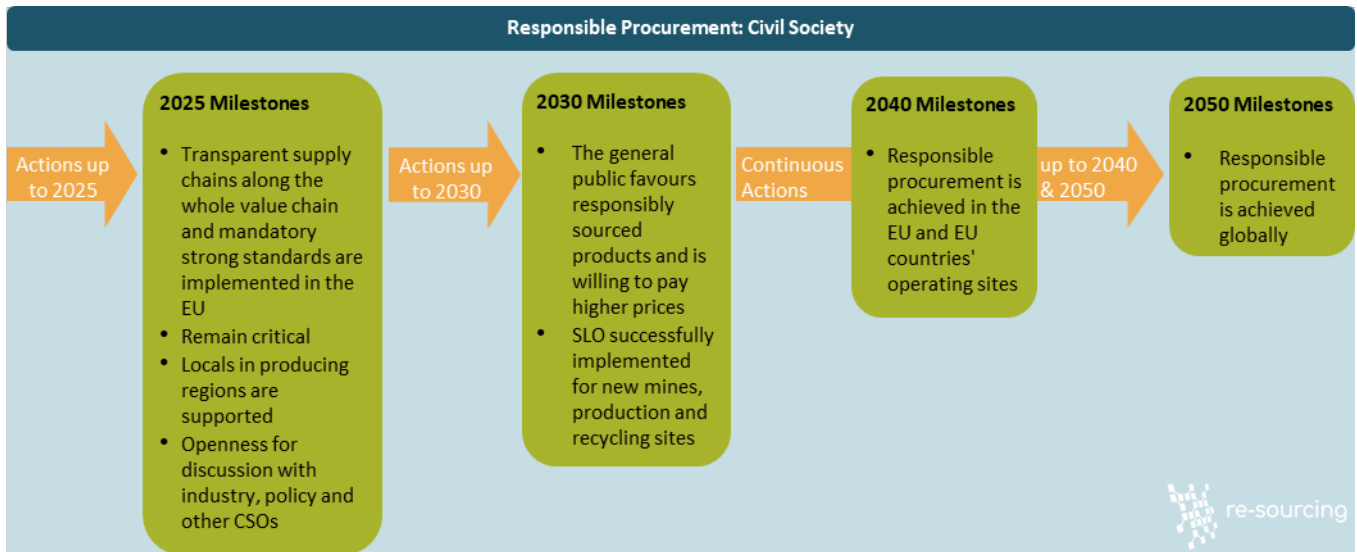 Responsible Procurement: Civil Society
Actions up
to 2025
2025 Milestones
• Transparent supply
chains along the
whole value chain
and mandatory
strong standards are
implemented in the
EU
• Remain critical
• Locals in producing
regions are
supported
• Openness for
discussion with
industry, policy and
other CSOs
Actions up
to 2030
2030 Milestones
• The general
public favours
responsibly
sourced
products and is
willing to pay
higher prices
• SLO successfully
implemented
for new mines,
production and
recycling sites
Continuous
Actions
2040 Milestones
• Responsible
procurement is
achieved in the
EU and EU
countries'
operating sites
up to 2040
& 2050
2050 Milestones
• Responsible
procurement
is achieved
globally
re-sourcing